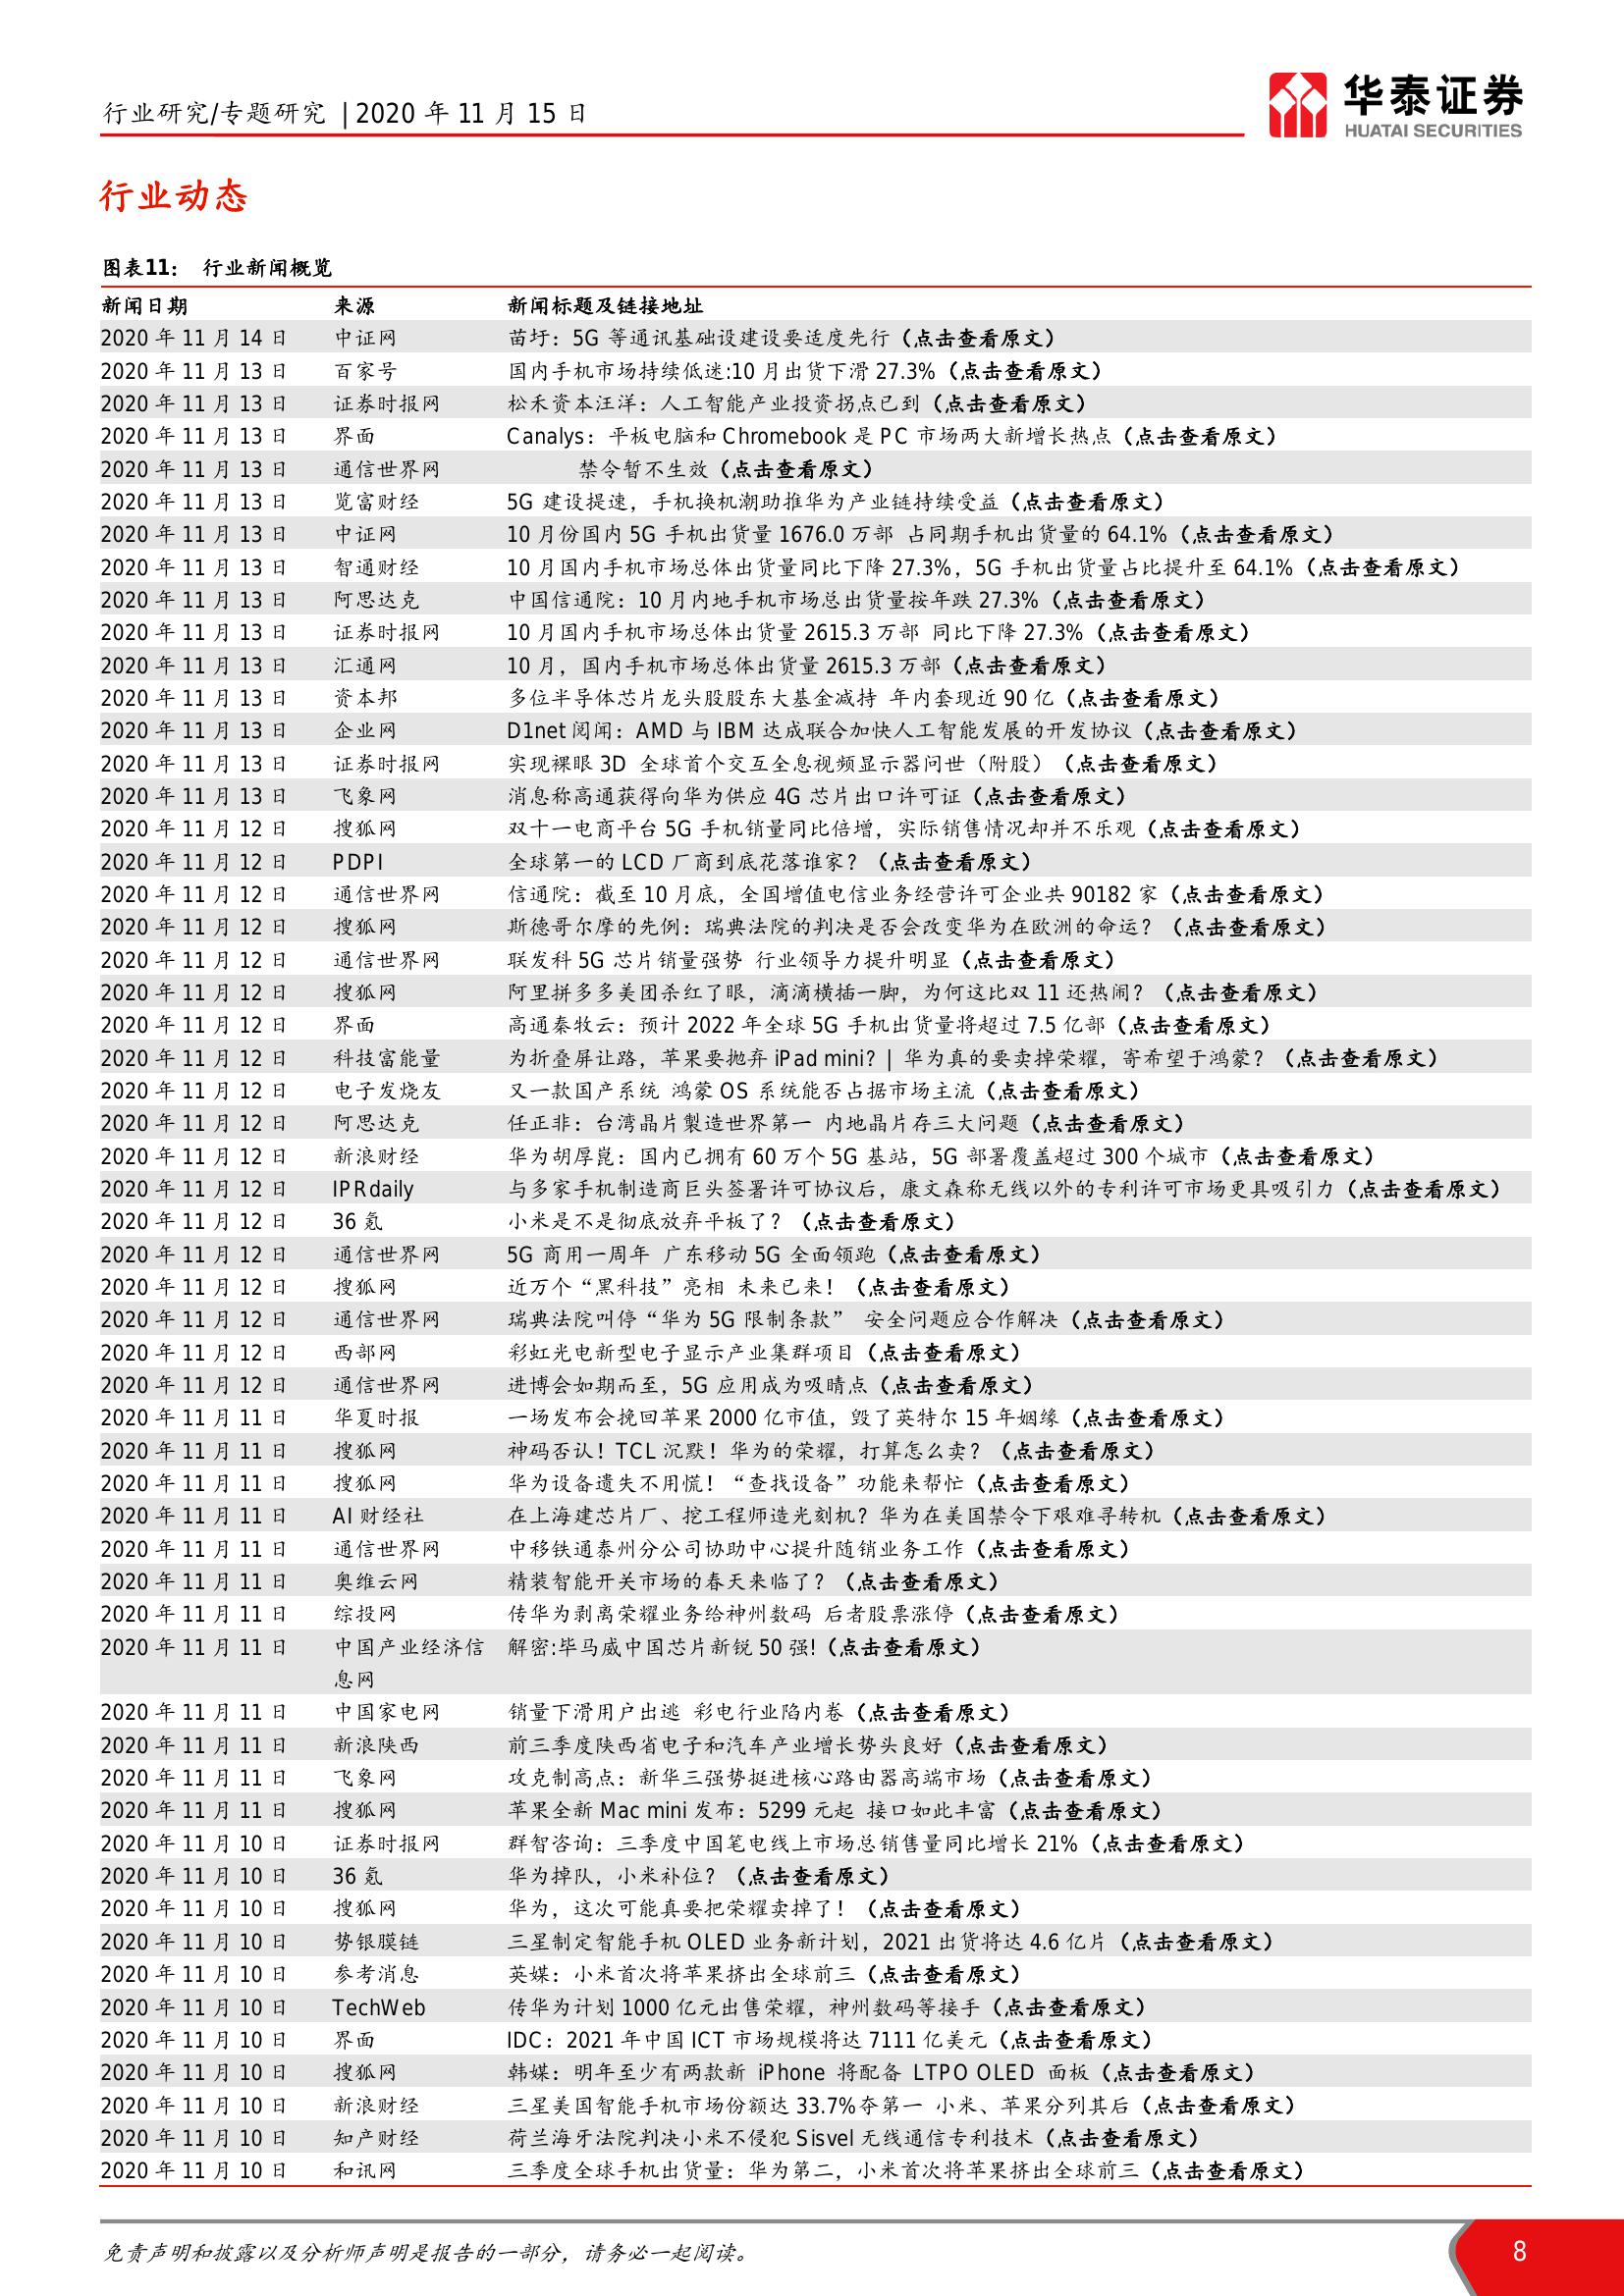 行业研究/专题研究 | 2020 年 11 月 15 日
华泰证券
HUATAI SECURITIES
行业动态
图表11： 行业新闻概览
新闻日期 来源 新闻标题及链接地址
2020 年 11 月 14 日 中证网 苗圩：5G 等通讯基础设建设要适度先行（点击查看原文）
2020 年 11 月 13 日 百家号 国内手机市场持续低迷:10 月出货下滑 27.3%（点击查看原文）
2020 年 11 月 13 日 证券时报网 松禾资本汪洋：人工智能产业投资拐点已到（点击查看原文）
2020 年 11 月 13 日 界面 Canalys：平板电脑和 Chromebook 是 PC 市场两大新增长热点（点击查看原文）
2020 年 11 月 13 日 通信世界网 禁令暂不生效（点击查看原文）
2020 年 11 月 13 日 览富财经 5G 建设提速，手机换机潮助推华为产业链持续受益（点击查看原文）
2020 年 11 月 13 日 中证网 10 月份国内 5G 手机出货量 1676.0 万部 占同期手机出货量的 64.1%（点击查看原文）
2020 年 11 月 13 日 智通财经 10 月国内手机市场总体出货量同比下降 27.3%，5G 手机出货量占比提升至 64.1%（点击查看原文）
2020 年 11 月 13 日 阿思达克 中国信通院：10 月内地手机市场总出货量按年跌 27.3%（点击查看原文）
2020 年 11 月 13 日 证券时报网 10 月国内手机市场总体出货量 2615.3 万部 同比下降 27.3%（点击查看原文）
2020 年 11 月 13 日 汇通网 10 月，国内手机市场总体出货量 2615.3 万部（点击查看原文）
2020 年 11 月 13 日 资本邦 多位半导体芯片龙头股股东大基金减持 年内套现近 90 亿（点击查看原文）
2020 年 11 月 13 日 企业网 D1net 阅闻：AMD 与 IBM 达成联合加快人工智能发展的开发协议（点击查看原文）
2020 年 11 月 13 日 证券时报网 实现裸眼 3D 全球首个交互全息视频显示器问世（附股）（点击查看原文）
2020 年 11 月 13 日 飞象网 消息称高通获得向华为供应 4G 芯片出口许可证（点击查看原文）
2020 年 11 月 12 日 搜狐网 双十一电商平台 5G 手机销量同比倍增，实际销售情况却并不乐观（点击查看原文）
2020 年 11 月 12 日 PDPI 全球第一的 LCD 厂商到底花落谁家？（点击查看原文）
2020 年 11 月 12 日 通信世界网 信通院：截至 10 月底，全国增值电信业务经营许可企业共 90182 家（点击查看原文）
2020 年 11 月 12 日 搜狐网 斯德哥尔摩的先例：瑞典法院的判决是否会改变华为在欧洲的命运？（点击查看原文）
2020 年 11 月 12 日 通信世界网 联发科 5G 芯片销量强势 行业领导力提升明显（点击查看原文）
2020 年 11 月 12 日 搜狐网 阿里拼多多美团杀红了眼，滴滴横插一脚，为何这比双 11 还热闹？（点击查看原文）
2020 年 11 月 12 日 界面 高通秦牧云：预计 2022 年全球 5G 手机出货量将超过 7.5 亿部（点击查看原文）
2020 年 11 月 12 日 科技富能量 为折叠屏让路，苹果要抛弃 iPad mini？| 华为真的要卖掉荣耀，寄希望于鸿蒙？（点击查看原文）
2020 年 11 月 12 日 电子发烧友 又一款国产系统 鸿蒙 OS 系统能否占据市场主流（点击查看原文）
2020 年 11 月 12 日 阿思达克 任正非：台湾晶片製造世界第一 内地晶片存三大问题（点击查看原文）
2020 年 11 月 12 日 新浪财经 华为胡厚崑：国内已拥有 60 万个 5G 基站，5G 部署覆盖超过 300 个城市（点击查看原文）
2020 年 11 月 12 日 IPRdaily 与多家手机制造商巨头签署许可协议后，康文森称无线以外的专利许可市场更具吸引力（点击查看原文）
2020 年 11 月 12 日 36 氪 小米是不是彻底放弃平板了？（点击查看原文）
2020 年 11 月 12 日 通信世界网 5G 商用一周年 广东移动 5G 全面领跑（点击查看原文）
2020 年 11 月 12 日 搜狐网 近万个“黑科技”亮相 未来已来！（点击查看原文）
2020 年 11 月 12 日 通信世界网 瑞典法院叫停“华为 5G 限制条款” 安全问题应合作解决（点击查看原文）
2020 年 11 月 12 日 西部网 彩虹光电新型电子显示产业集群项目（点击查看原文）
2020 年 11 月 12 日 通信世界网 进博会如期而至，5G 应用成为吸睛点（点击查看原文）
2020 年 11 月 11 日 华夏时报 一场发布会挽回苹果 2000 亿市值，毁了英特尔 15 年姻缘（点击查看原文）
2020 年 11 月 11 日 搜狐网 神码否认！TCL 沉默！华为的荣耀，打算怎么卖？（点击查看原文）
2020 年 11 月 11 日 搜狐网 华为设备遗失不用慌！“查找设备”功能来帮忙（点击查看原文）
2020 年 11 月 11 日 AI 财经社 在上海建芯片厂、挖工程师造光刻机？华为在美国禁令下艰难寻转机（点击查看原文）
2020 年 11 月 11 日 通信世界网 中移铁通泰州分公司协助中心提升随销业务工作（点击查看原文）
2020 年 11 月 11 日 奥维云网 精装智能开关市场的春天来临了？（点击查看原文）
2020 年 11 月 11 日 综投网 传华为剥离荣耀业务给神州数码 后者股票涨停（点击查看原文）
2020 年 11 月 11 日 中国产业经济信 解密:毕马威中国芯片新锐 50 强!（点击查看原文）
息网
2020 年 11 月 11 日 中国家电网 销量下滑用户出逃 彩电行业陷内卷（点击查看原文）
2020 年 11 月 11 日 新浪陕西 前三季度陕西省电子和汽车产业增长势头良好（点击查看原文）
2020 年 11 月 11 日 飞象网 攻克制高点：新华三强势挺进核心路由器高端市场（点击查看原文）
2020 年 11 月 11 日 搜狐网 苹果全新 Mac mini 发布：5299 元起 接口如此丰富（点击查看原文）
2020 年 11 月 10 日 证券时报网 群智咨询：三季度中国笔电线上市场总销售量同比增长 21%（点击查看原文）
2020 年 11 月 10 日 36 氪 华为掉队，小米补位？（点击查看原文）
2020 年 11 月 10 日 搜狐网 华为，这次可能真要把荣耀卖掉了！（点击查看原文）
2020 年 11 月 10 日 势银膜链 三星制定智能手机 OLED 业务新计划，2021 出货将达 4.6 亿片（点击查看原文）
2020 年 11 月 10 日 参考消息 英媒：小米首次将苹果挤出全球前三（点击查看原文）
2020 年 11 月 10 日 TechWeb 传华为计划 1000 亿元出售荣耀，神州数码等接手（点击查看原文）
2020 年 11 月 10 日 界面 IDC：2021 年中国 ICT 市场规模将达 7111 亿美元（点击查看原文）
2020 年 11 月 10 日 搜狐网 韩媒：明年至少有两款新 iPhone 将配备 LTPO OLED 面板（点击查看原文）
2020 年 11 月 10 日 新浪财经 三星美国智能手机市场份额达 33.7%夺第一 小米、苹果分列其后（点击查看原文）
2020 年 11 月 10 日 知产财经 荷兰海牙法院判决小米不侵犯 Sisvel 无线通信专利技术（点击查看原文）
2020 年 11 月 10 日 和讯网 三季度全球手机出货量：华为第二，小米首次将苹果挤出全球前三（点击查看原文）
免责声明和披露以及分析师声明是报告的一部分，请务必一起阅读。
8